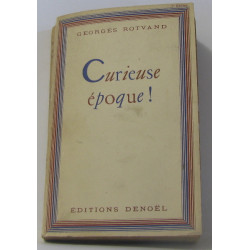 GEORGES ROTVAND
Curieuse
époque !
EDITIONS DENOËL